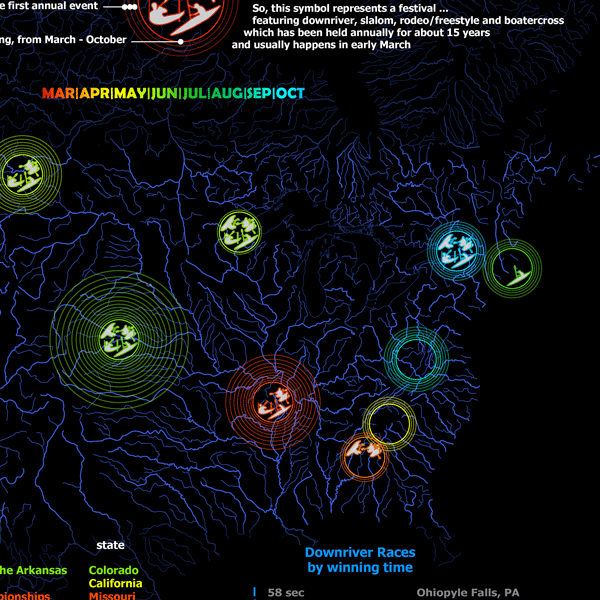 e first annual event
So, this symbol represents a festival ...
featuring downriver, slalom, rodeo/freestyle and boatercross
which has been held annually for about 15 years
and usually happens in early March
ng, from March - October
MAR|APR|MAY|JUN|JUL|AUG|SEP|OCT
state
he Arkansas Colorado
California
pionships Missouri
Downriver Races
by winning time
58 sec Ohiopyle Falls, PA